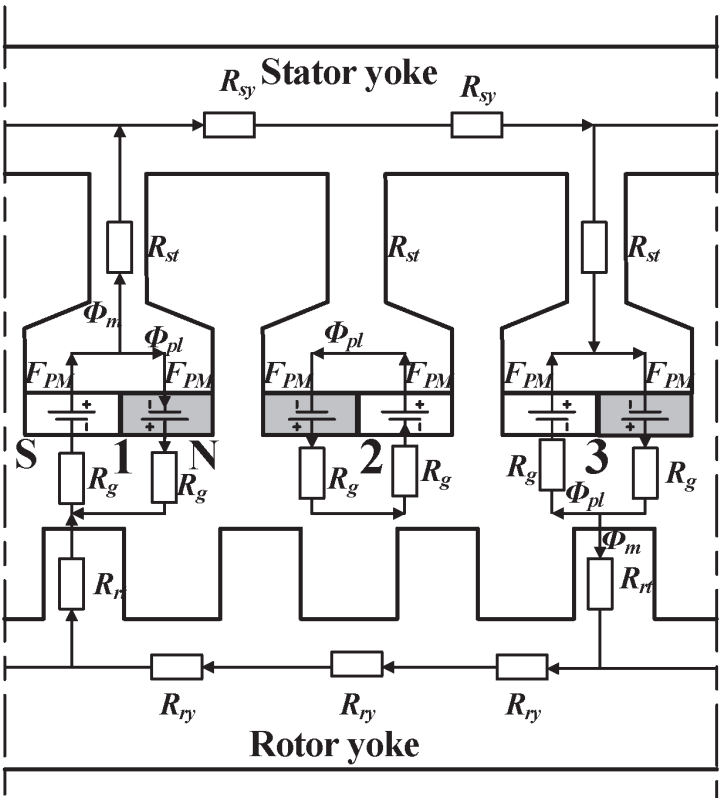 R_sy Stator yoke R_sy
R_st R_st R_st
Φ_m
Φ_pl Φ_pl
F_PM F_PM F_PM F_PM F_PM F_PM
S 1 N 2 3
R_g R_g R_g R_g R_g R_g
Φ_pl
Φ_m
R_rt R_rt
R_ry R_ry R_ry
Rotor yoke